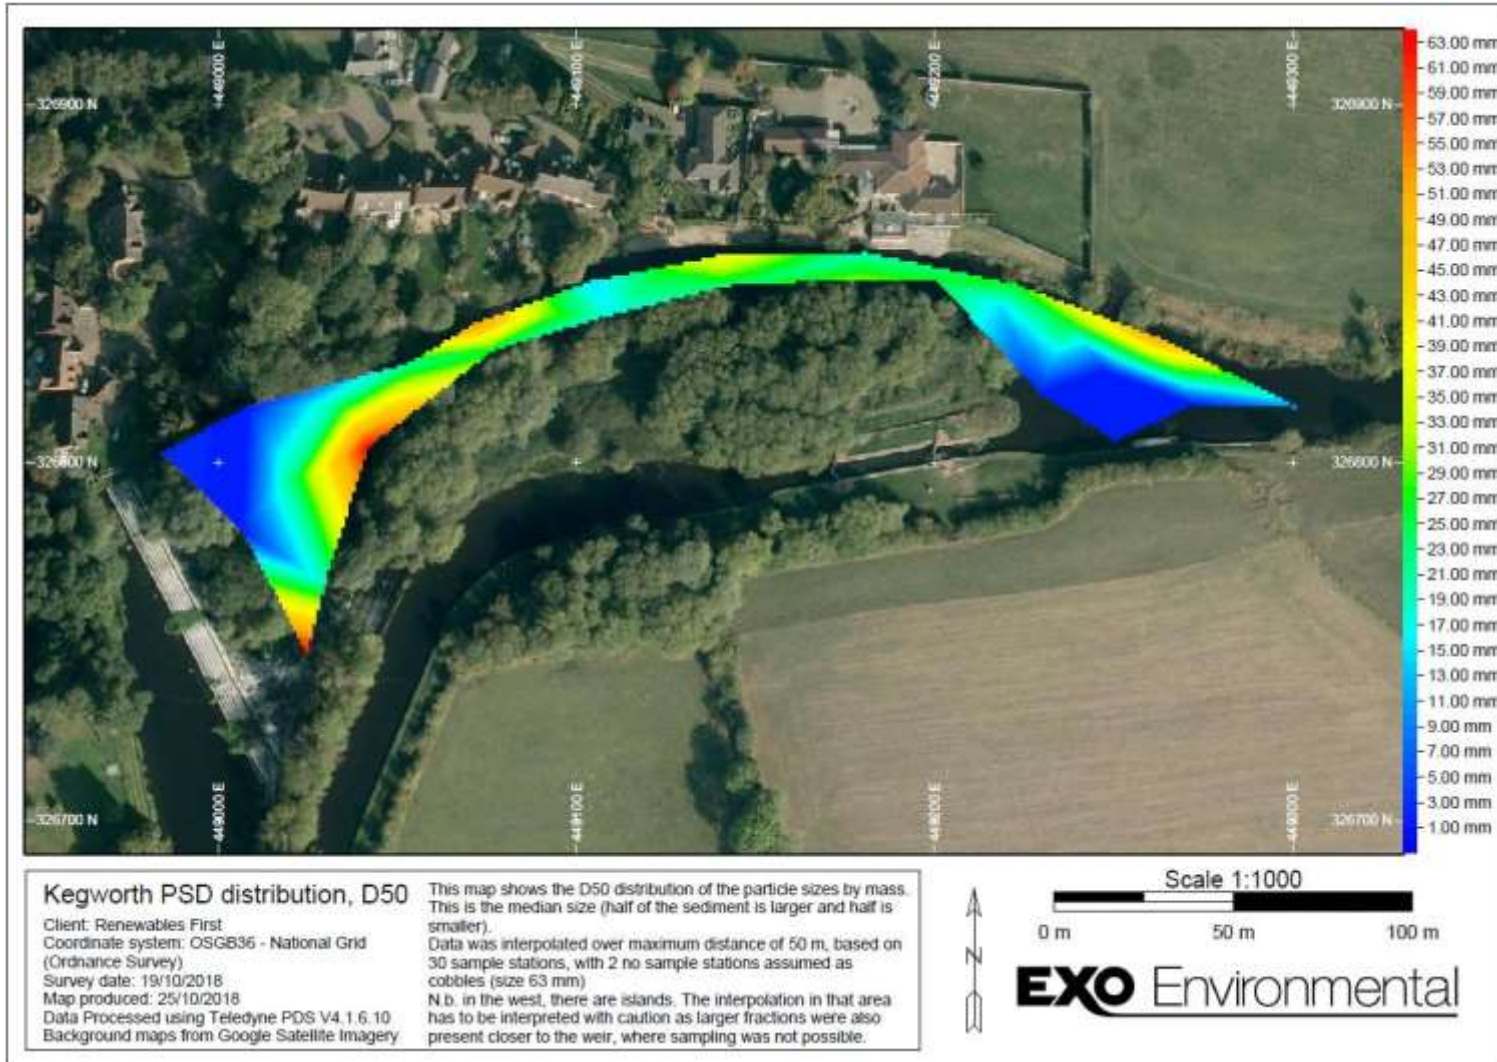 449000 E
449100 E
449200 E
449300 E
326900 N
326900 N
326800 N
326800 N
326700 N
326700 N
449000 E
449100 E
449200 E
449300 E
63.00 mm
61.00 mm
59.00 mm
57.00 mm
55.00 mm
53.00 mm
51.00 mm
49.00 mm
47.00 mm
45.00 mm
43.00 mm
41.00 mm
39.00 mm
37.00 mm
35.00 mm
33.00 mm
31.00 mm
29.00 mm
27.00 mm
25.00 mm
23.00 mm
21.00 mm
19.00 mm
17.00 mm
15.00 mm
13.00 mm
11.00 mm
9.00 mm
7.00 mm
5.00 mm
3.00 mm
1.00 mm
Kegworth PSD distribution, D50
Client: Renewables First
Coordinate system: OSGB36 - National Grid
(Ordnance Survey)
Survey date: 19/10/2018
Map produced: 25/10/2018
Data Processed using Teledyne PDS V4.1.6.10
Background maps from Google Satellite Imagery
This map shows the D50 distribution of the particle sizes by mass.
This is the median size (half of the sediment is larger and half is
smaller).
Data was interpolated over maximum distance of 50 m, based on
30 sample stations, with 2 no sample stations assumed as
cobbles (size 63 mm)
N.b. in the west, there are islands. The interpolation in that area
has to be interpreted with caution as larger fractions were also
present closer to the weir, where sampling was not possible.
N
Scale 1:1000
0 m
50 m
100 m
EXO Environmental